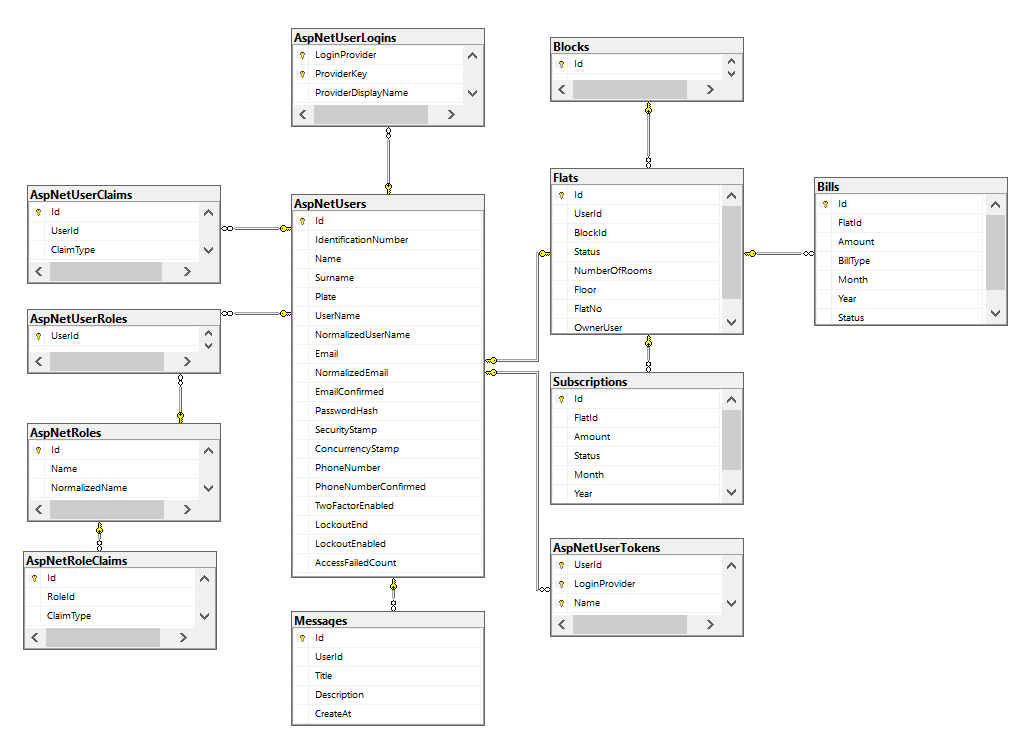 AspNetUserLogins
LoginProvider
ProviderKey
ProviderDisplayName
Blocks
Id
AspNetUserClaims
Id
UserId
ClaimType
AspNetUsers
Id
IdentificationNumber
Name
Surname
Plate
UserName
NormalizedUserName
Email
NormalizedEmail
EmailConfirmed
PasswordHash
SecurityStamp
ConcurrencyStamp
PhoneNumber
PhoneNumberConfirmed
TwoFactorEnabled
LockoutEnd
LockoutEnabled
AccessFailedCount
Flats
Id
UserId
BlockId
Status
NumberOfRooms
Floor
FlatNo
OwnerUser
Bills
Id
FlatId
Amount
BillType
Month
Year
Status
AspNetUserRoles
UserId
AspNetRoles
Id
Name
NormalizedName
Subscriptions
Id
FlatId
Amount
Status
Month
Year
AspNetRoleClaims
Id
RoleId
ClaimType
AspNetUserTokens
UserId
LoginProvider
Name
Messages
Id
UserId
Title
Description
CreateAt